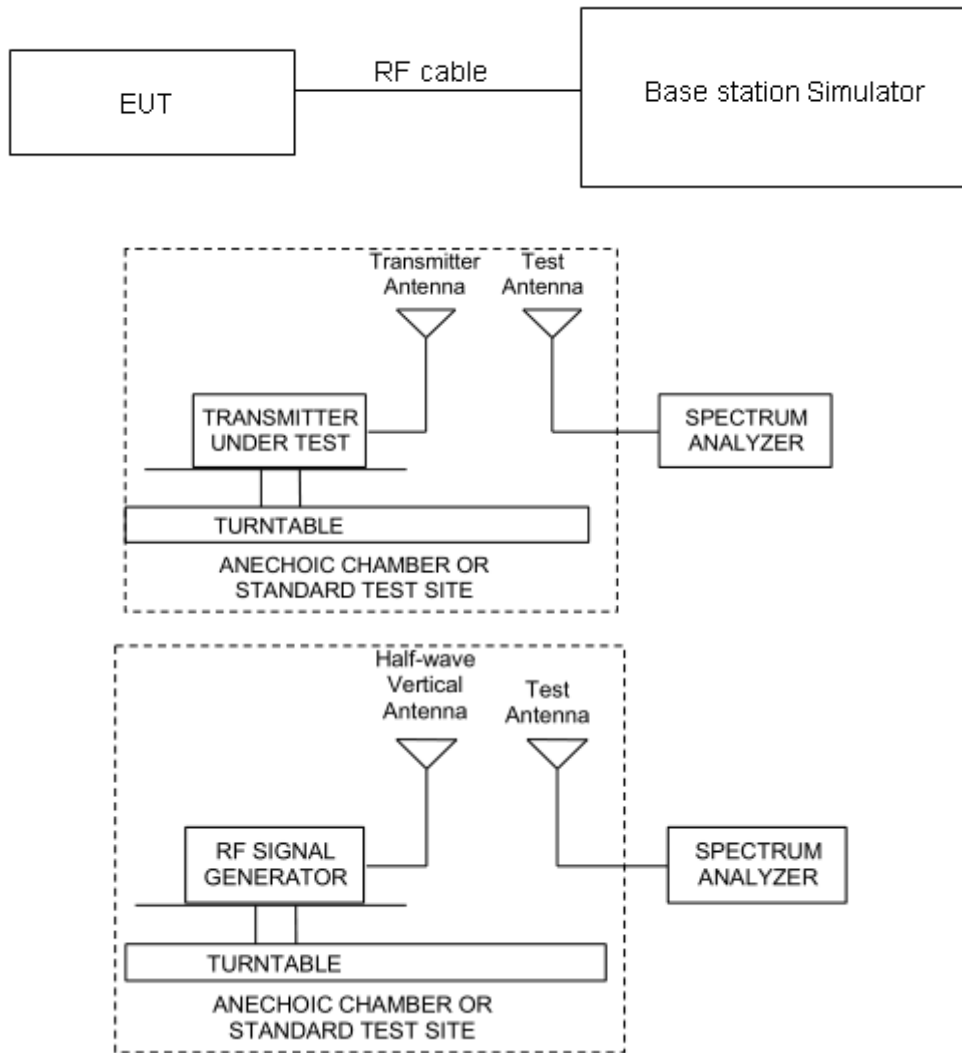 EUT
RF cable
Base station Simulator
Transmitter
Antenna
Test
Antenna
TRANSMITTER
UNDER TEST
SPECTRUM
ANALYZER
TURNTABLE
ANECHOIC CHAMBER OR
STANDARD TEST SITE
Half-wave
Vertical
Antenna
Test
Antenna
RF SIGNAL
GENERATOR
SPECTRUM
ANALYZER
TURNTABLE
ANECHOIC CHAMBER OR
STANDARD TEST SITE